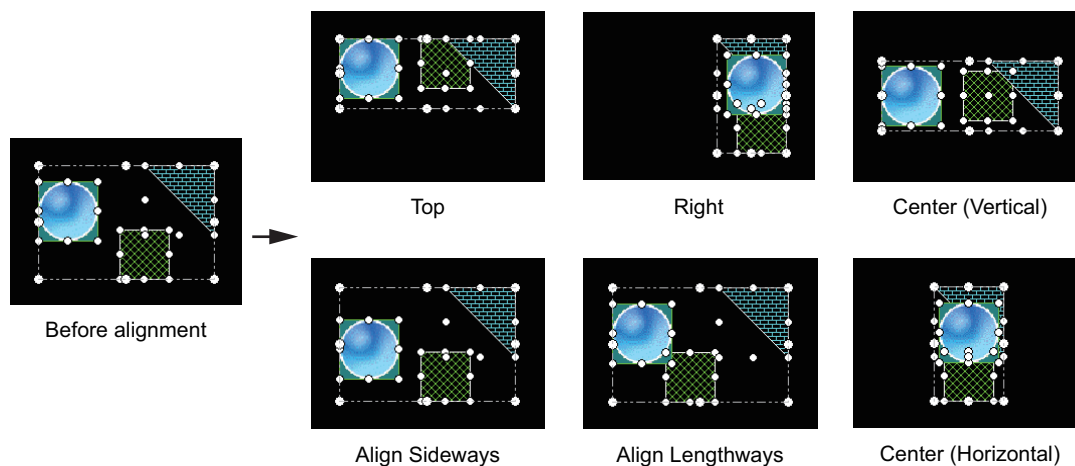 Top
Right
Center (Vertical)
Before alignment
Align Sideways
Align Lengthways
Center (Horizontal)